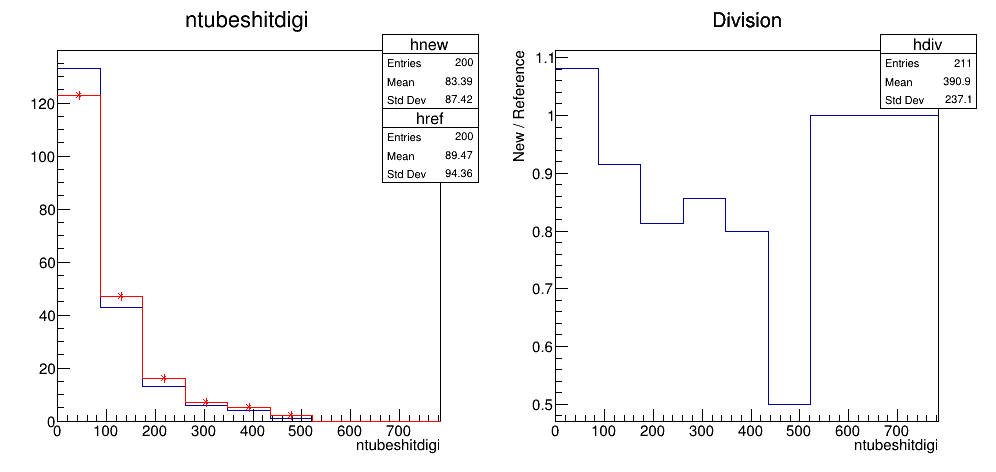 ntubeshitdigi
hnew
Entries 200
Mean 83.39
Std Dev 87.42
href
Entries 200
Mean 89.47
Std Dev 94.36
120
100
80
60
40
20
0
0 100 200 300 400 500 600 700
ntubeshitdigi
Division
hdiv
Entries 211
Mean 390.9
Std Dev 237.1
New / Reference
1.1
1
0.9
0.8
0.7
0.6
0.5
0 100 200 300 400 500 600 700
ntubeshitdigi